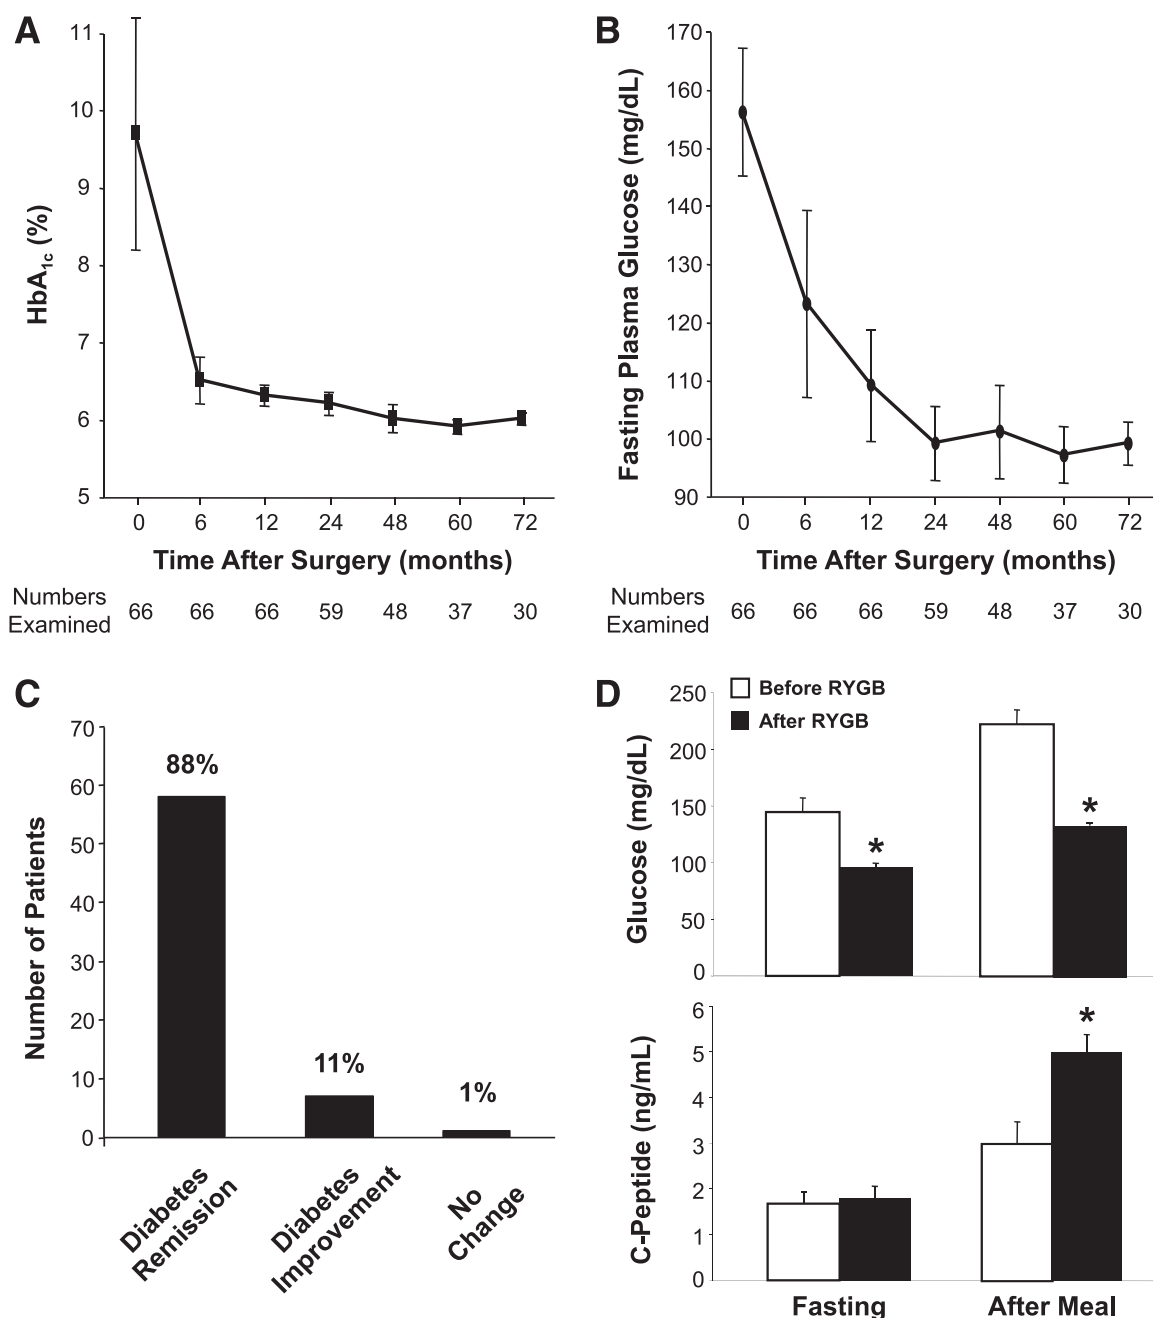 A
11
10
9
8
7
6
5
HbA1c (%)
0 6 12 24 48 60 72
Time After Surgery (months)
Numbers
Examined
66 66 66 59 48 37 30
B
170
160
150
140
130
120
110
100
90
Fasting Plasma Glucose (mg/dL)
0 6 12 24 48 60 72
Time After Surgery (months)
Numbers
Examined
66 66 66 59 48 37 30
C
70
60
50
40
30
20
10
0
Number of Patients
88%
11%
1%
Diabetes
Remission
Diabetes
Improvement
No
Change
D
Before RYGB
After RYGB
250
200
150
100
50
0
Glucose (mg/dL)
*
*
6
5
4
3
2
1
0
C-Peptide (ng/mL)
*
Fasting After Meal